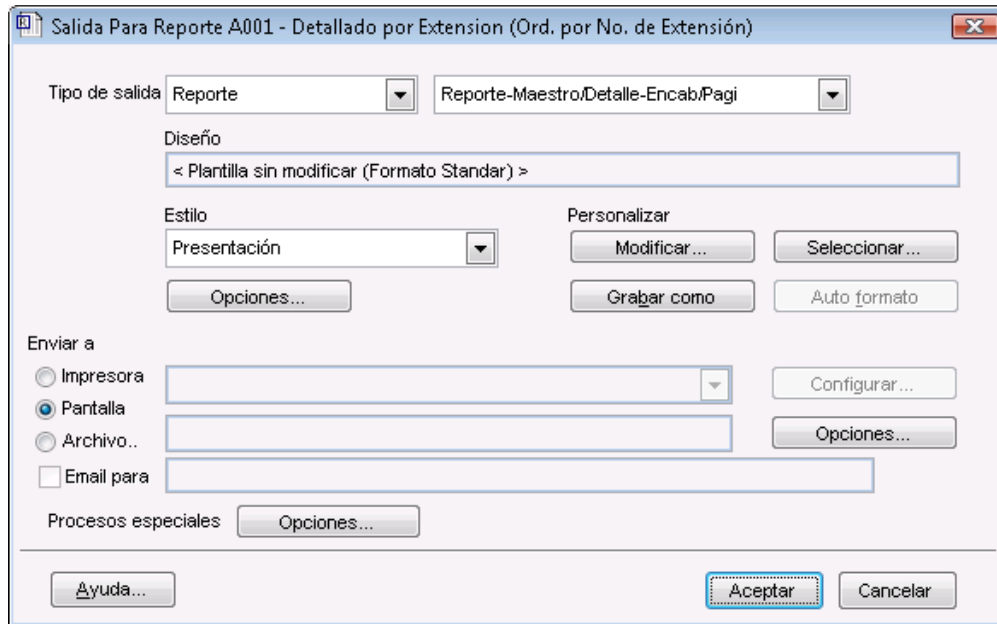 Salida Para Reporte A001 - Detallado por Extension (Ord. por No. de Extensión)
Tipo de salida Reporte Reporte-Maestro/Detalle-Encab/Pagi
Diseño
< Plantilla sin modificar (Formato Standar) >
Estilo Personalizar
Presentación Modificar... Seleccionar...
Opciones... Grabar como Auto formato
Enviar a
Impresora Configurar...
Pantalla
Archivo.. Opciones...
Email para
Procesos especiales Opciones...
Ayuda... Aceptar Cancelar